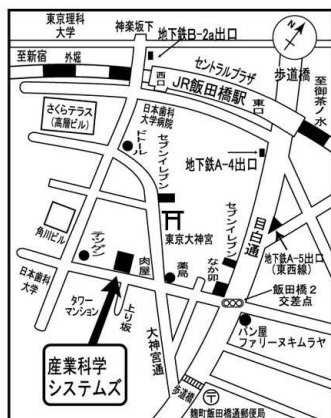 東京理科
大学
神楽坂下
地下鉄B-2a出口
N
至新宿
外堀
セントラルプラザ
歩道橋
西口
JR飯田橋駅
東口
至御茶ノ水
さくらテラス
(高層ビル)
日本歯科
大学病院
ドトール
セブンイレブン
地下鉄A-4出口
角川ビル
東京大神宮
セブンイレブン
目白通
地下鉄A-5出口
(東西線)
テンゲン
肉屋
薬局
なか卯
飯田橋2
交差点
日本歯科
大学
タワー
マンション
上り坂
大神宮通
パン屋
ファリーヌキムラヤ
産業科学
システムズ
歩道橋
麹町飯田橋通郵便局